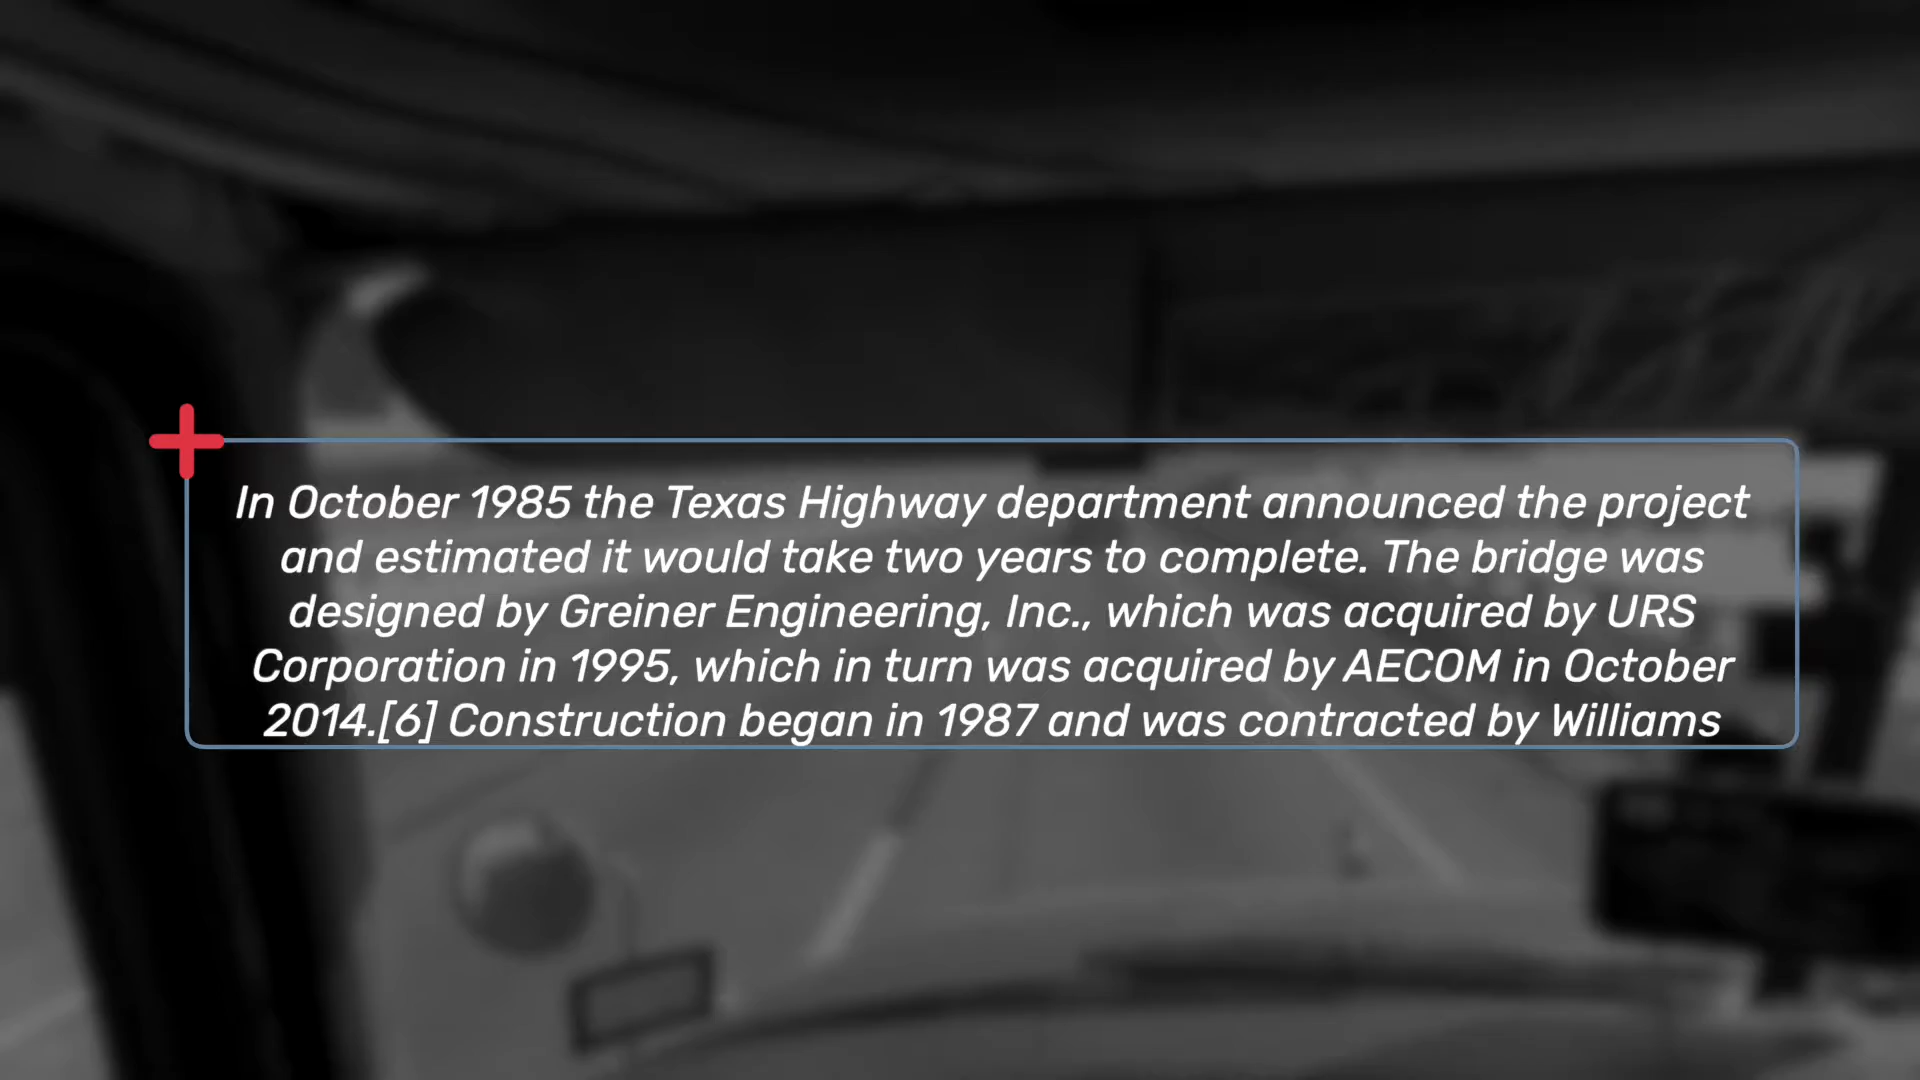 In October 1985 the Texas Highway department announced the project
and estimated it would take two years to complete. The bridge was
designed by Greiner Engineering, Inc., which was acquired by URS
Corporation in 1995, which in turn was acquired by AECOM in October
2014.[6] Construction began in 1987 and was contracted by Williams